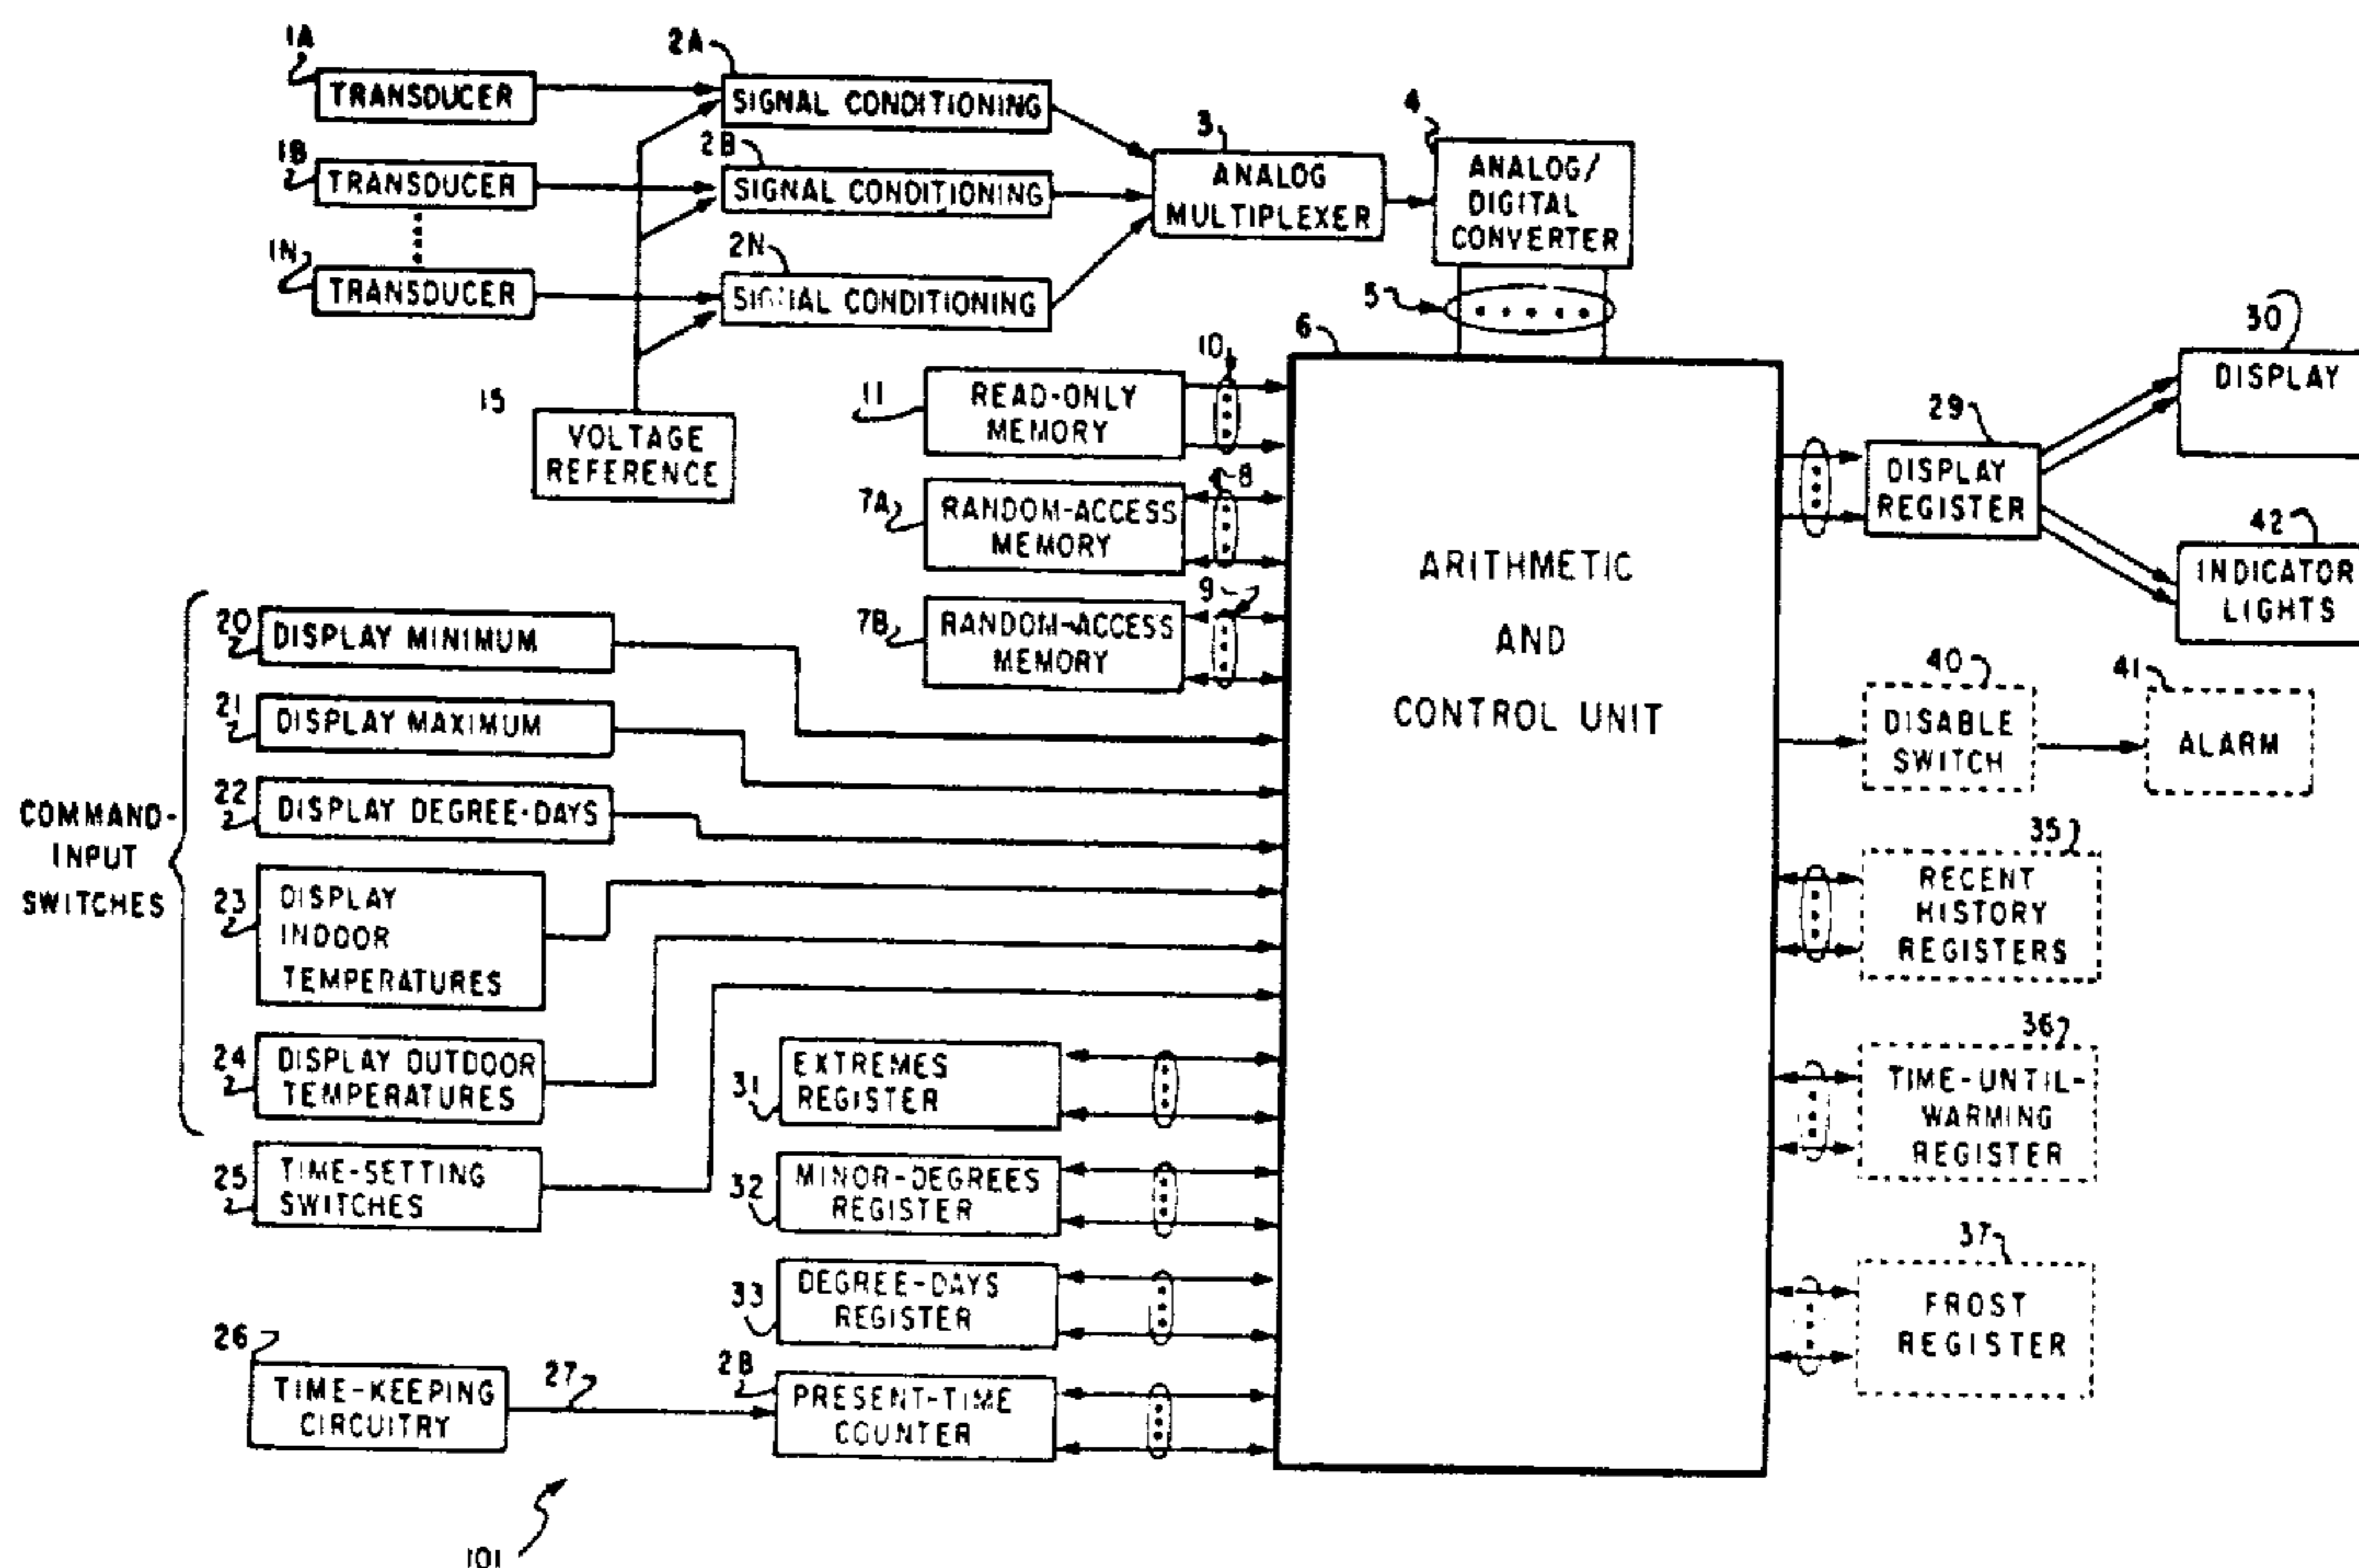 1A
TRANSDUCER
2A
SIGNAL CONDITIONING
1B
TRANSDUCER
2B
SIGNAL CONDITIONING
1N
TRANSDUCER
2N
SIGNAL CONDITIONING
3
ANALOG
MULTIPLEXER
4
ANALOG/
DIGITAL
CONVERTER
5
15
VOLTAGE
REFERENCE
6
ARITHMETIC
AND
CONTROL UNIT
10
11
READ-ONLY
MEMORY
8
7A
RANDOM-ACCESS
MEMORY
9
7B
RANDOM-ACCESS
MEMORY
29
DISPLAY
REGISTER
30
DISPLAY
42
INDICATOR
LIGHTS
40
DISABLE
SWITCH
41
ALARM
35
RECENT
HISTORY
REGISTERS
36
TIME-UNTIL-
WARMING
REGISTER
37
FROST
REGISTER
COMMAND-
INPUT
SWITCHES
20
DISPLAY MINIMUM
21
DISPLAY MAXIMUM
22
DISPLAY DEGREE-DAYS
23
DISPLAY
INDOOR
TEMPERATURES
24
DISPLAY OUTDOOR
TEMPERATURES
25
TIME-SETTING
SWITCHES
31
EXTREMES
REGISTER
32
MINOR-DEGREES
REGISTER
33
DEGREE-DAYS
REGISTER
26
TIME-KEEPING
CIRCUITRY
27
28
PRESENT-TIME
COUNTER
101